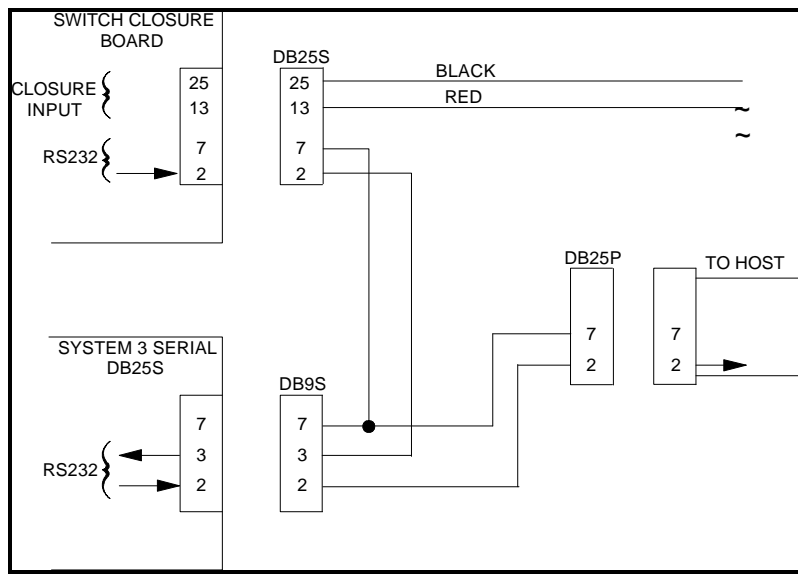 SWITCH CLOSURE
BOARD
CLOSURE
INPUT
RS232
25
13
7
2
DB25S
25
13
7
2
BLACK
RED
~
~
DB25P
7
2
TO HOST
7
2
SYSTEM 3 SERIAL
DB25S
RS232
7
3
2
DB9S
7
3
2